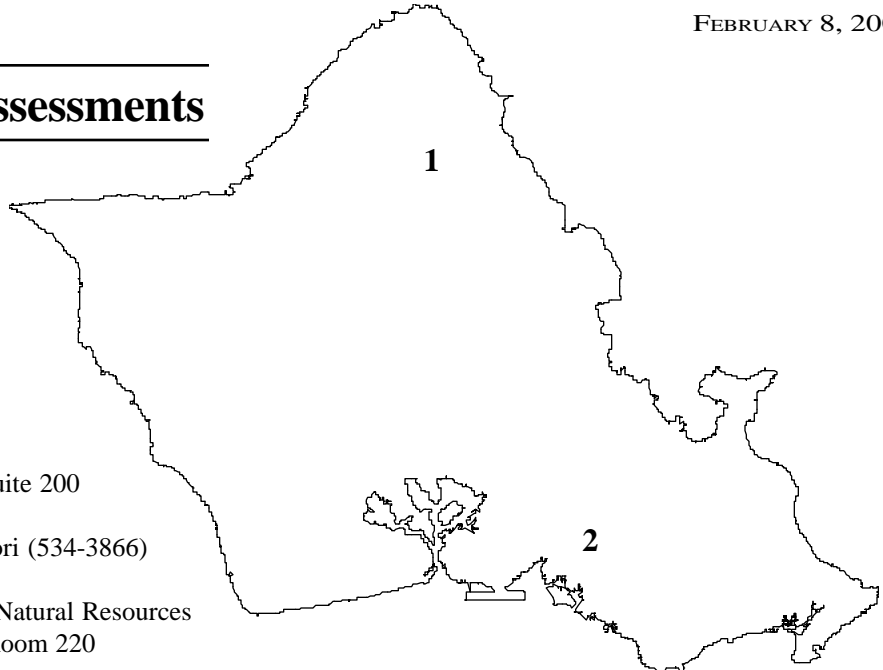 FEBRUARY 8, 200
ssessments
1
2
uite 200
ori (534-3866)
Natural Resources
oom 220